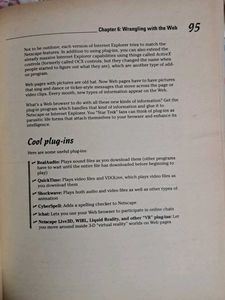 Chapter 6: Wrangling with the Web 95
Not to be outdone, each version of Internet Explorer tries to match the
Netscape features. In addition to using plug-ins, you can also extend the
already massive Internet Explorer capabilities using things called ActiveX
controls (formerly called OCX controls, but they changed the name when
people started to figure out what they are), which are another type of add-
on program.
Web pages with pictures are old hat. Now Web pages have to have pictures
that sing and dance or ticker-style messages that move across the page or
video clips. Every month, new types of information appear on the Web.
What's a Web browser to do with all these new kinds of information? Get the
plug-in program which handles that kind of information and glue it to
Netscape or Internet Explorer. You "Star Trek" fans can think of plug-ins as
parasitic life forms that attach themselves to your browser and enhance its
intelligence.
Cool plug-ins
Here are some useful plug-ins:
RealAudio: Plays sound files as you download them (other programs
have to wait until the entire file has downloaded before beginning to
play)
QuickTime: Plays video files and VDOLive, which plays video files as
you download them
Shockwave: Plays both audio and video files as well as other types of
animation
CyberSpell: Adds a spelling checker to Netscape
Ichat: Lets you use your Web browser to participate in online chats
Netscape Live3D, WIRL, Liquid Reality, and other "VR" plug-ins: Let
you move around inside 3-D "virtual reality" worlds on Web pages